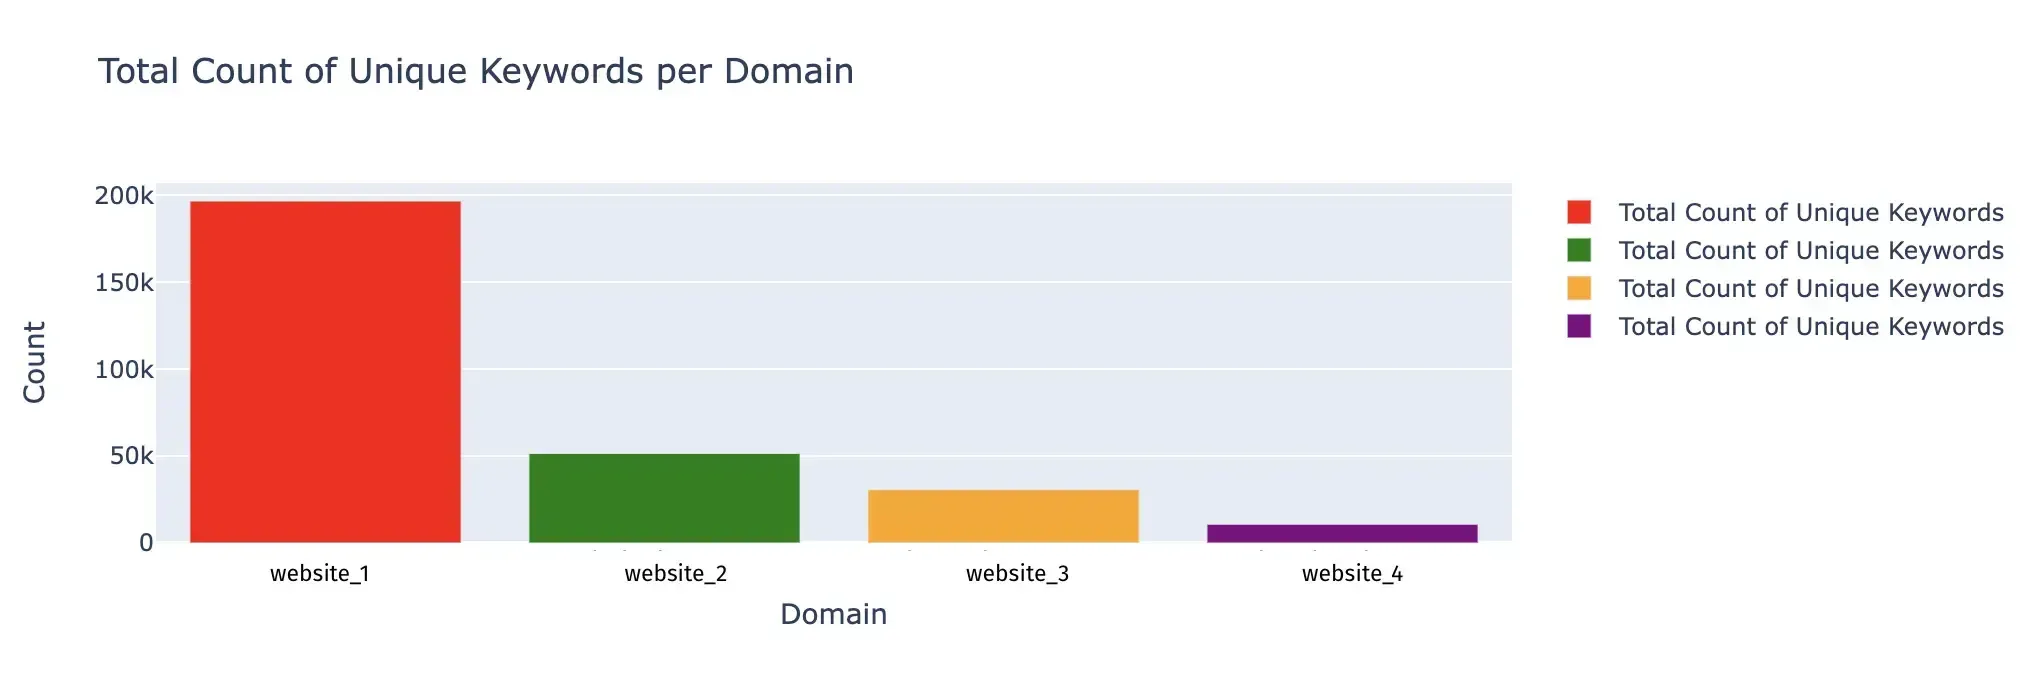 Total Count of Unique Keywords per Domain
200k
150k
100k
50k
0
Count
website_1
website_2
website_3
website_4
Domain
Total Count of Unique Keywords
Total Count of Unique Keywords
Total Count of Unique Keywords
Total Count of Unique Keywords